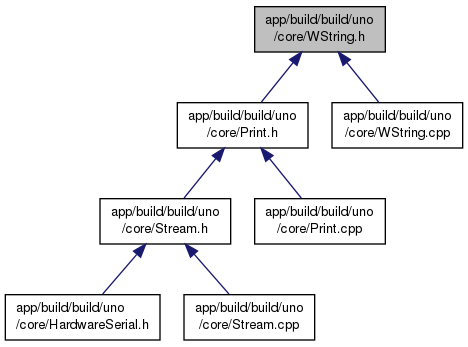 app/build/build/uno
/core/WString.h
app/build/build/uno
/core/Print.h
app/build/build/uno
/core/WString.cpp
app/build/build/uno
/core/Stream.h
app/build/build/uno
/core/Print.cpp
app/build/build/uno
/core/HardwareSerial.h
app/build/build/uno
/core/Stream.cpp